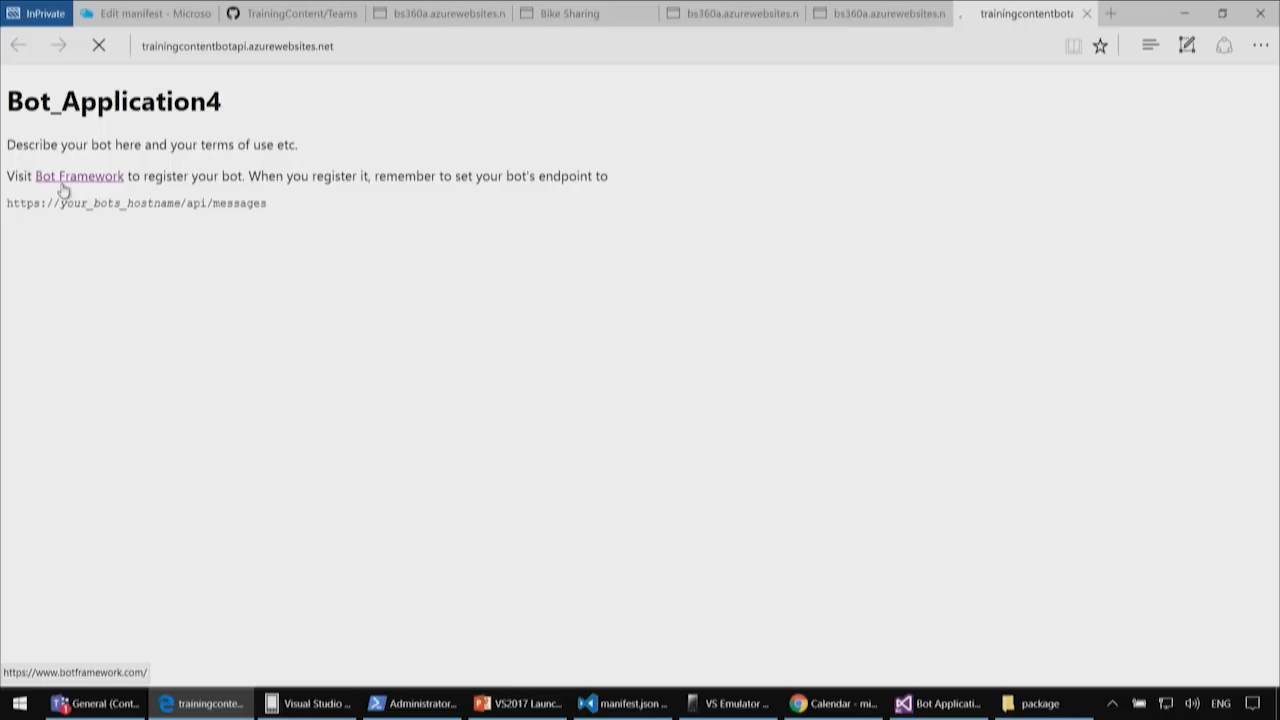 InPrivate
Edit manifest - Microso
TrainingContent/Teams
bs360a.azurewebsites.n
Bike Sharing
bs360a.azurewebsites.n
bs360a.azurewebsites.n
trainingcontentbota
trainingcontentbotapi.azurewebsites.net
Bot_Application4
Describe your bot here and your terms of use etc.
Visit Bot Framework to register your bot. When you register it, remember to set your bot's endpoint to
https://your_bots_hostname/api/messages
https://www.botframework.com/
General (Cont...
trainingconte...
Visual Studio ...
Administrator...
VS2017 Launc...
manifest.json ...
VS Emulator ...
Calendar - mi...
Bot Applicati...
package
ENG